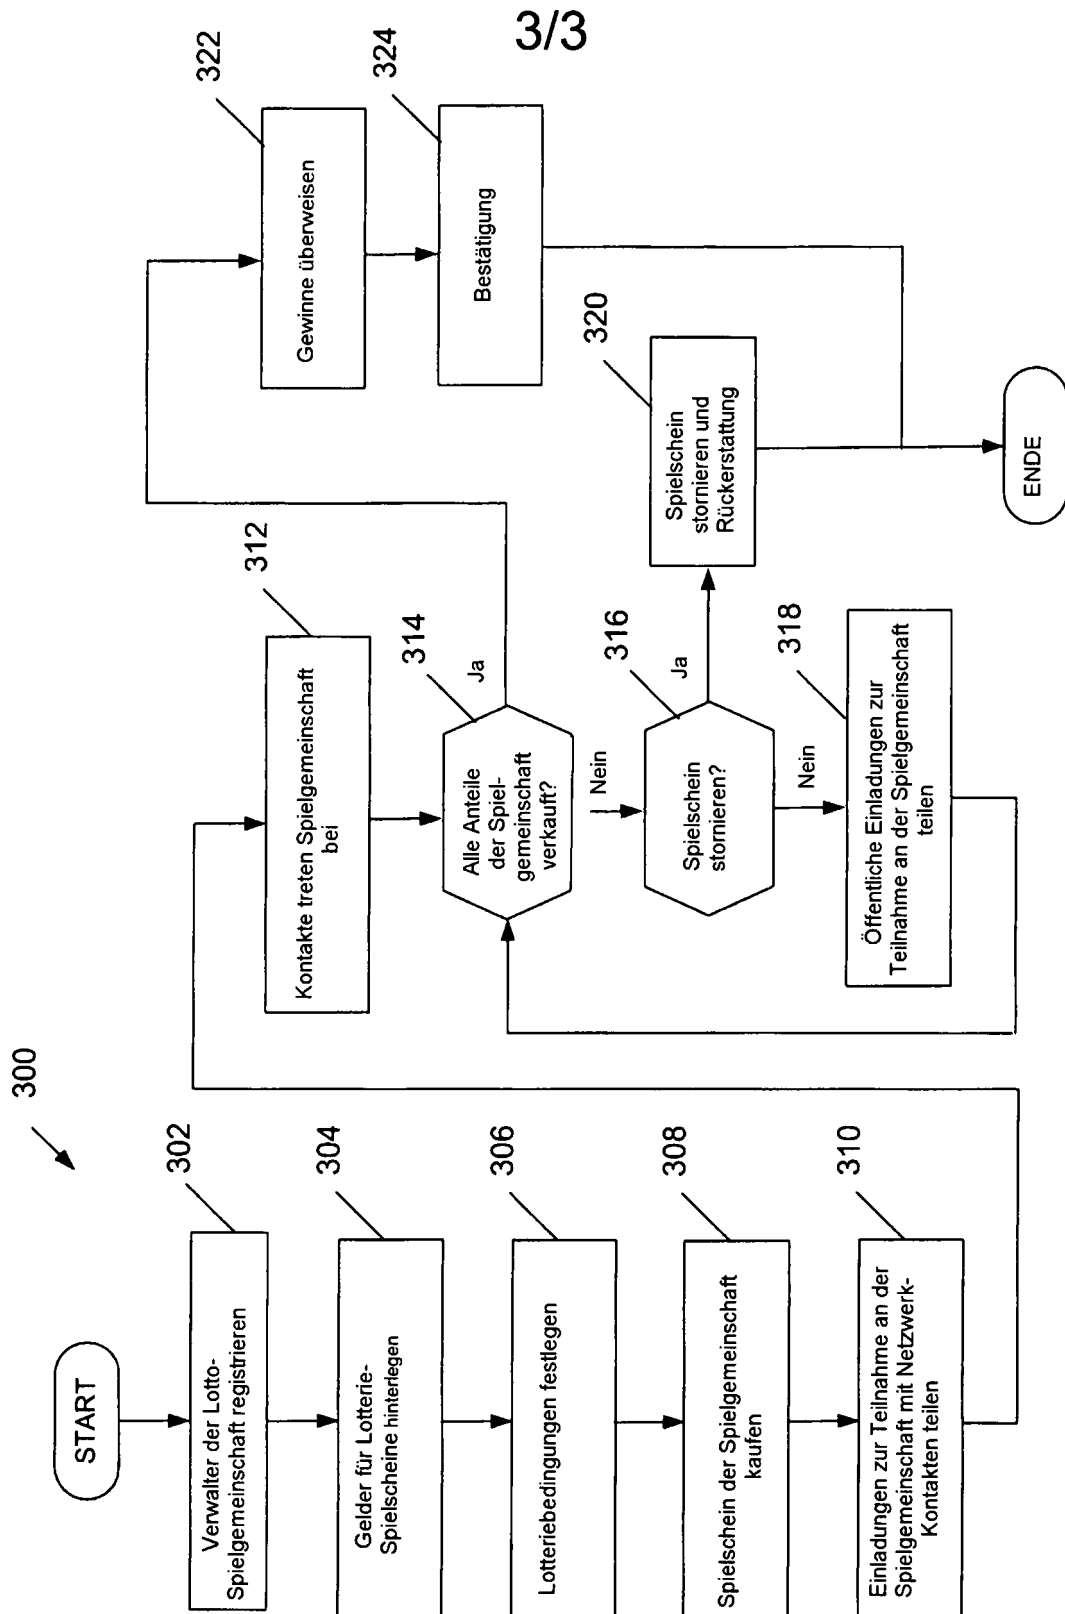 3/3
300
START
302
Verwalter der Lotto-
Spielgemeinschaft registrieren
304
Gelder für Lotterie-
Spielscheine hinterlegen
306
Lotteriebedingungen festlegen
308
Spielschein der Spielgemeinschaft
kaufen
310
Einladungen zur Teilnahme an der
Spielgemeinschaft mit Netzwerk-
Kontakten teilen
312
Kontakte treten Spielgemeinschaft
bei
314
Alle Anteile
der Spiel-
gemeinschaft
verkauft?
Ja
Nein
316
Spielschein
stornieren?
Ja
Nein
318
Öffentliche Einladungen zur
Teilnahme an der Spielgemeinschaft
teilen
320
Spielschein
stornieren und
Rückerstattung
322
Gewinne überweisen
324
Bestätigung
ENDE